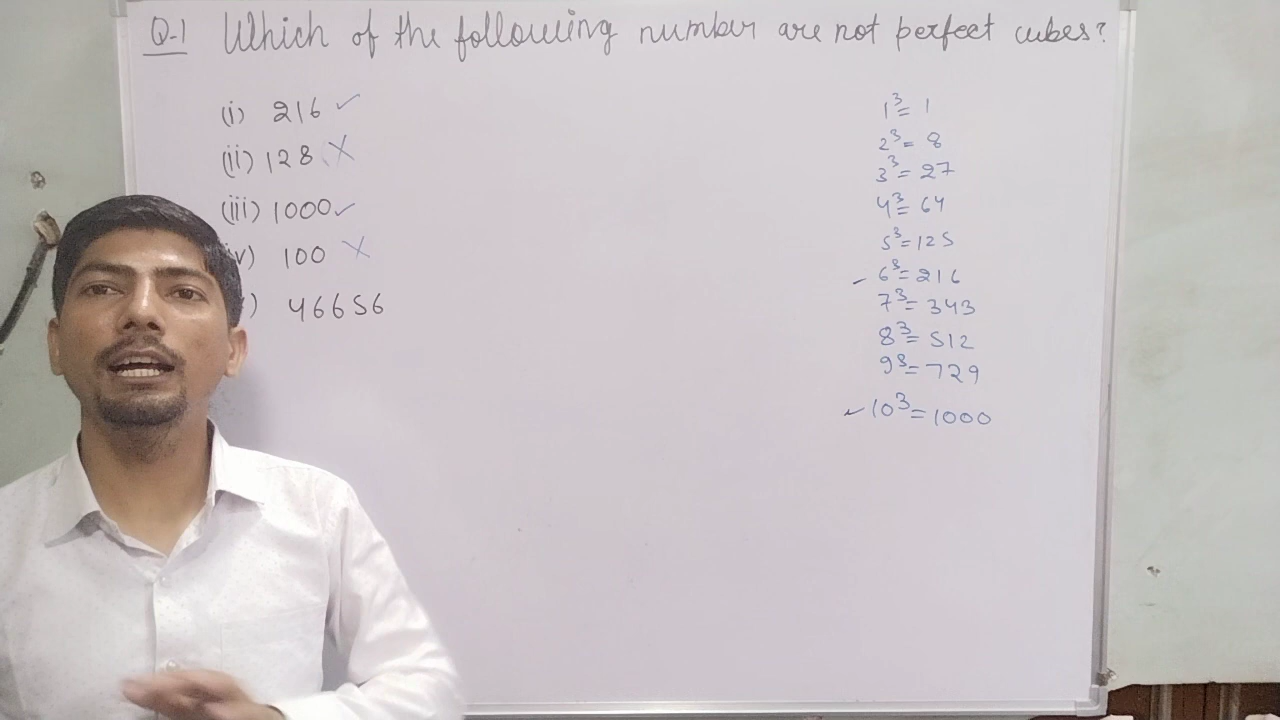 Q-1 Which of the following number are not perfect cubes?
(i) 216 ✓
(ii) 128 X
(iii) 1000 ✓
v) 100 X
) 46656
1³= 1
2³= 8
3³= 27
4³= 64
5³=125
✓ 6³=216
7³= 343
8³= 512
9³=729
✓ 10³=1000